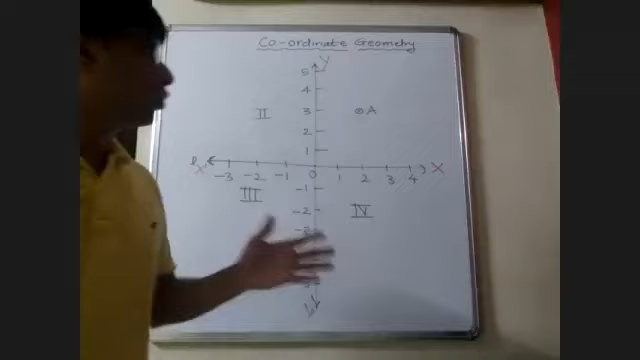 Co-ordinate Geometry
Y
5
4
II 3 A
2
1
X' -3 -2 -1 0 1 2 3 4 X
-1
III
-2 IV